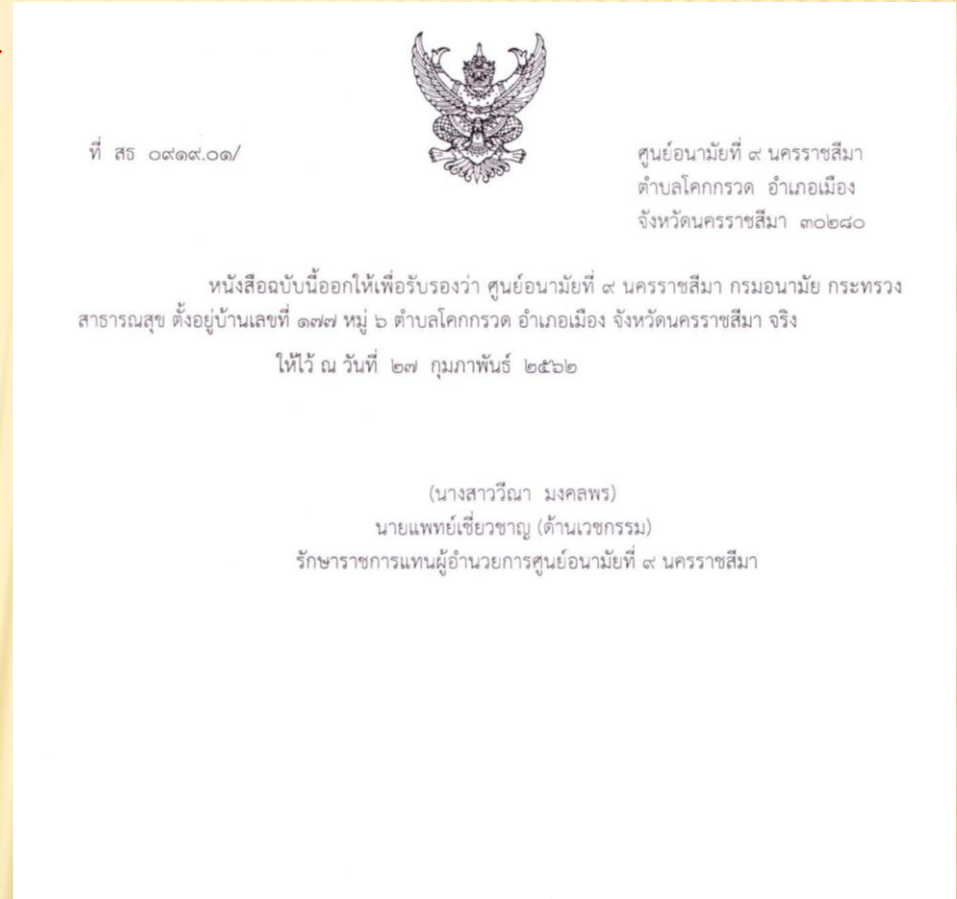 ที่ สธ ๐๙๑๙.๐๑/
ศูนย์อนามัยที่ ๙ นครราชสีมา
ตำบลโคกกรวด อำเภอเมือง
จังหวัดนครราชสีมา ๓๐๒๘๐
หนังสือฉบับนี้ออกให้เพื่อรับรองว่า ศูนย์อนามัยที่ ๙ นครราชสีมา กรมอนามัย กระทรวง
สาธารณสุข ตั้งอยู่บ้านเลขที่ ๑๗๗ หมู่ ๖ ตำบลโคกกรวด อำเภอเมือง จังหวัดนครราชสีมา จริง
ให้ไว้ ณ วันที่ ๒๗ กุมภาพันธ์ ๒๕๖๒
(นางสาววีณา มงคลพร)
นายแพทย์เชี่ยวชาญ (ด้านเวชกรรม)
รักษาราชการแทนผู้อำนวยการศูนย์อนามัยที่ ๙ นครราชสีมา